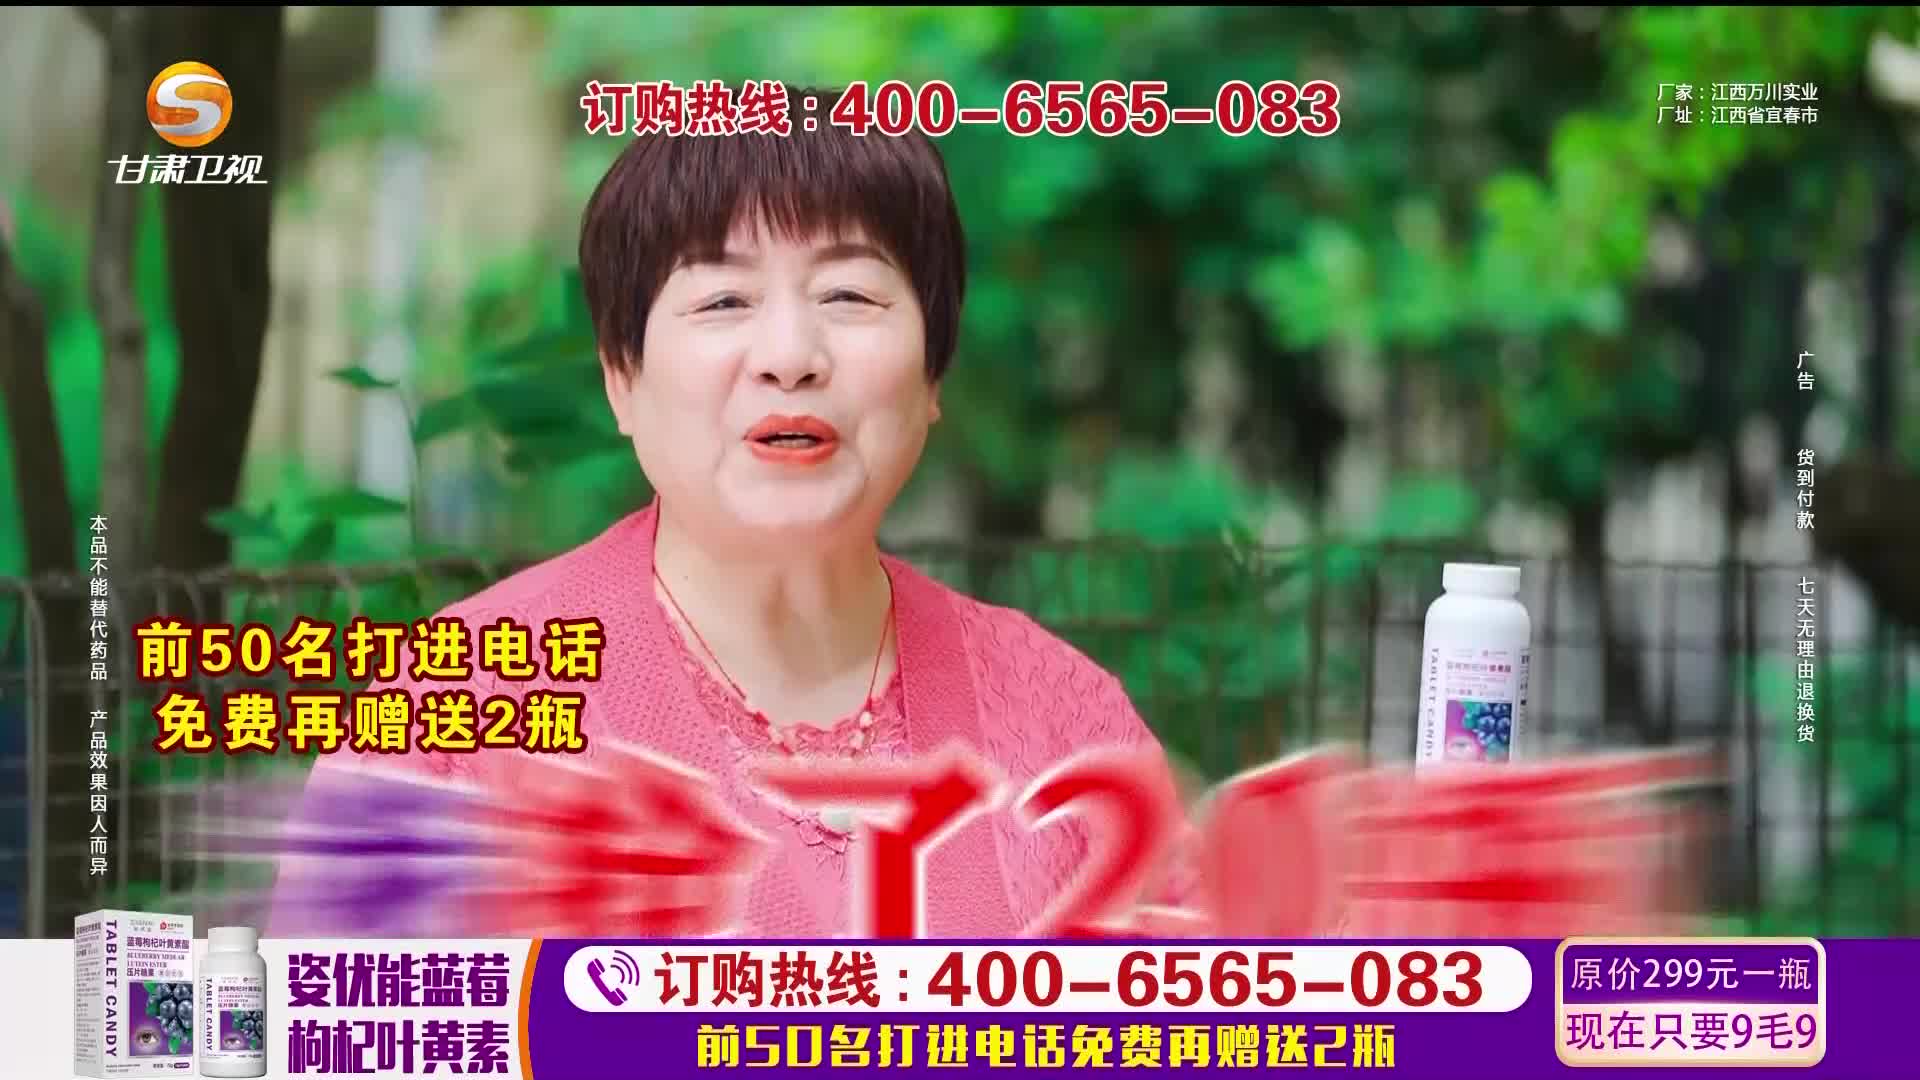 甘肃卫视
订购热线：400-6565-083
厂家：江西万川实业
厂址：江西省宜春市
广告 货到付款 七天无理由退换货
本品不能替代药品 产品效果因人而异
前50名打进电话
免费再赠送2瓶
TABLET CANDY
蓝莓枸杞叶黄素酯
BLUEBERRY MEDLAR
LUTEIN ESTER
压片糖果
TABLET CANDY
姿优能蓝莓
枸杞叶黄素
订购热线：400-6565-083
前50名打进电话免费再赠送2瓶
原价299元一瓶
现在只要9毛9